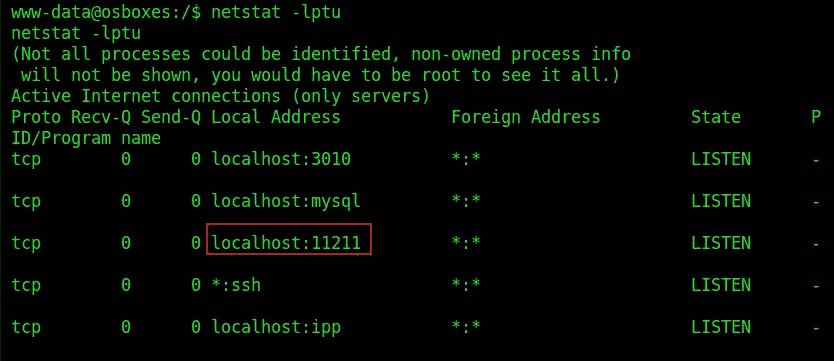 www-data@osboxes:/$ netstat -lptu
netstat -lptu
(Not all processes could be identified, non-owned process info
 will not be shown, you would have to be root to see it all.)
Active Internet connections (only servers)
Proto Recv-Q Send-Q Local Address           Foreign Address         State       P
ID/Program name
tcp        0      0 localhost:3010          *:*                     LISTEN      -
tcp        0      0 localhost:mysql         *:*                     LISTEN      -
tcp        0      0 localhost:11211         *:*                     LISTEN      -
tcp        0      0 *:ssh                   *:*                     LISTEN      -
tcp        0      0 localhost:ipp           *:*                     LISTEN      -